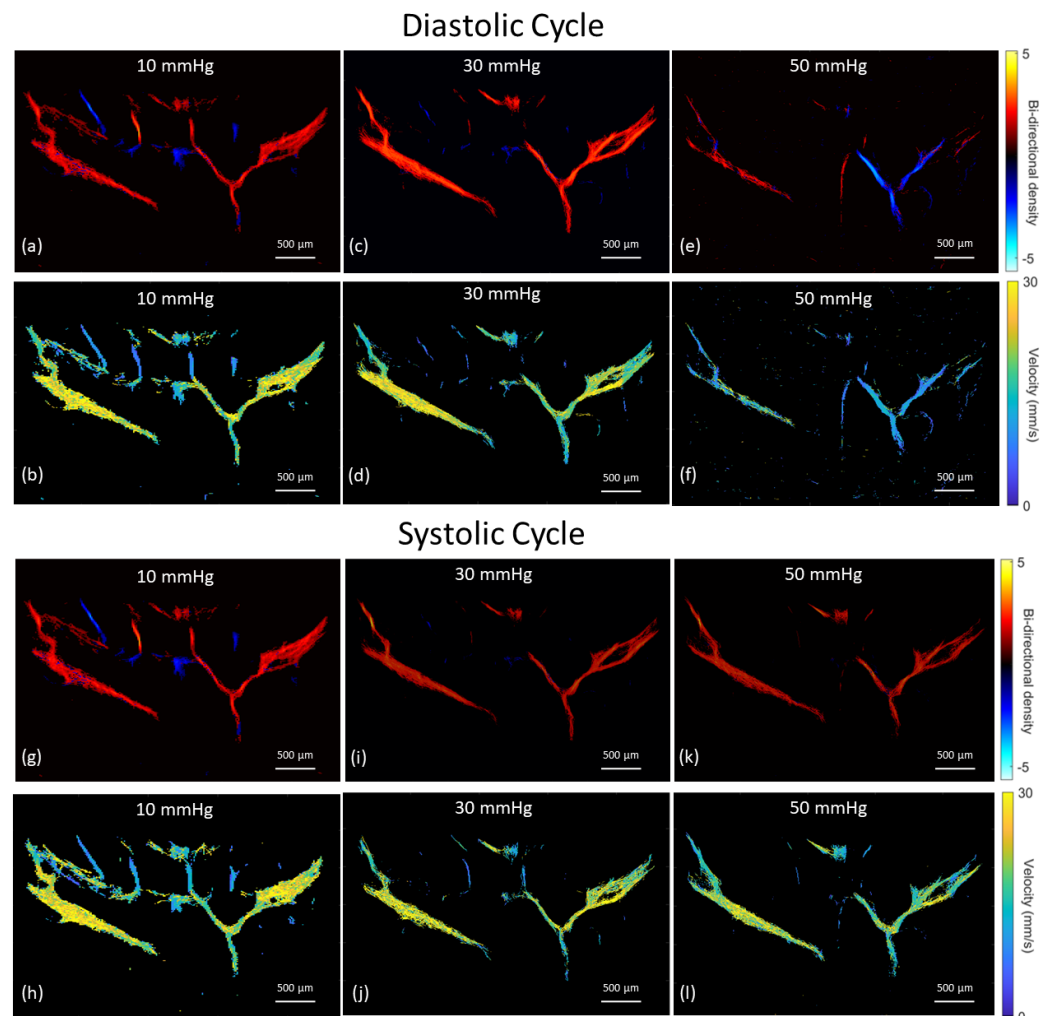 Diastolic Cycle
10 mmHg
30 mmHg
50 mmHg
5
Bi-directional density
-5
(a)
500 µm
(c)
500 µm
(e)
500 µm
10 mmHg
30 mmHg
50 mmHg
30
Velocity (mm/s)
0
(b)
500 µm
(d)
500 µm
(f)
500 µm
Systolic Cycle
10 mmHg
30 mmHg
50 mmHg
5
Bi-directional density
-5
(g)
500 µm
(i)
500 µm
(k)
500 µm
10 mmHg
30 mmHg
50 mmHg
30
Velocity (mm/s)
0
(h)
500 µm
(j)
500 µm
(l)
500 µm